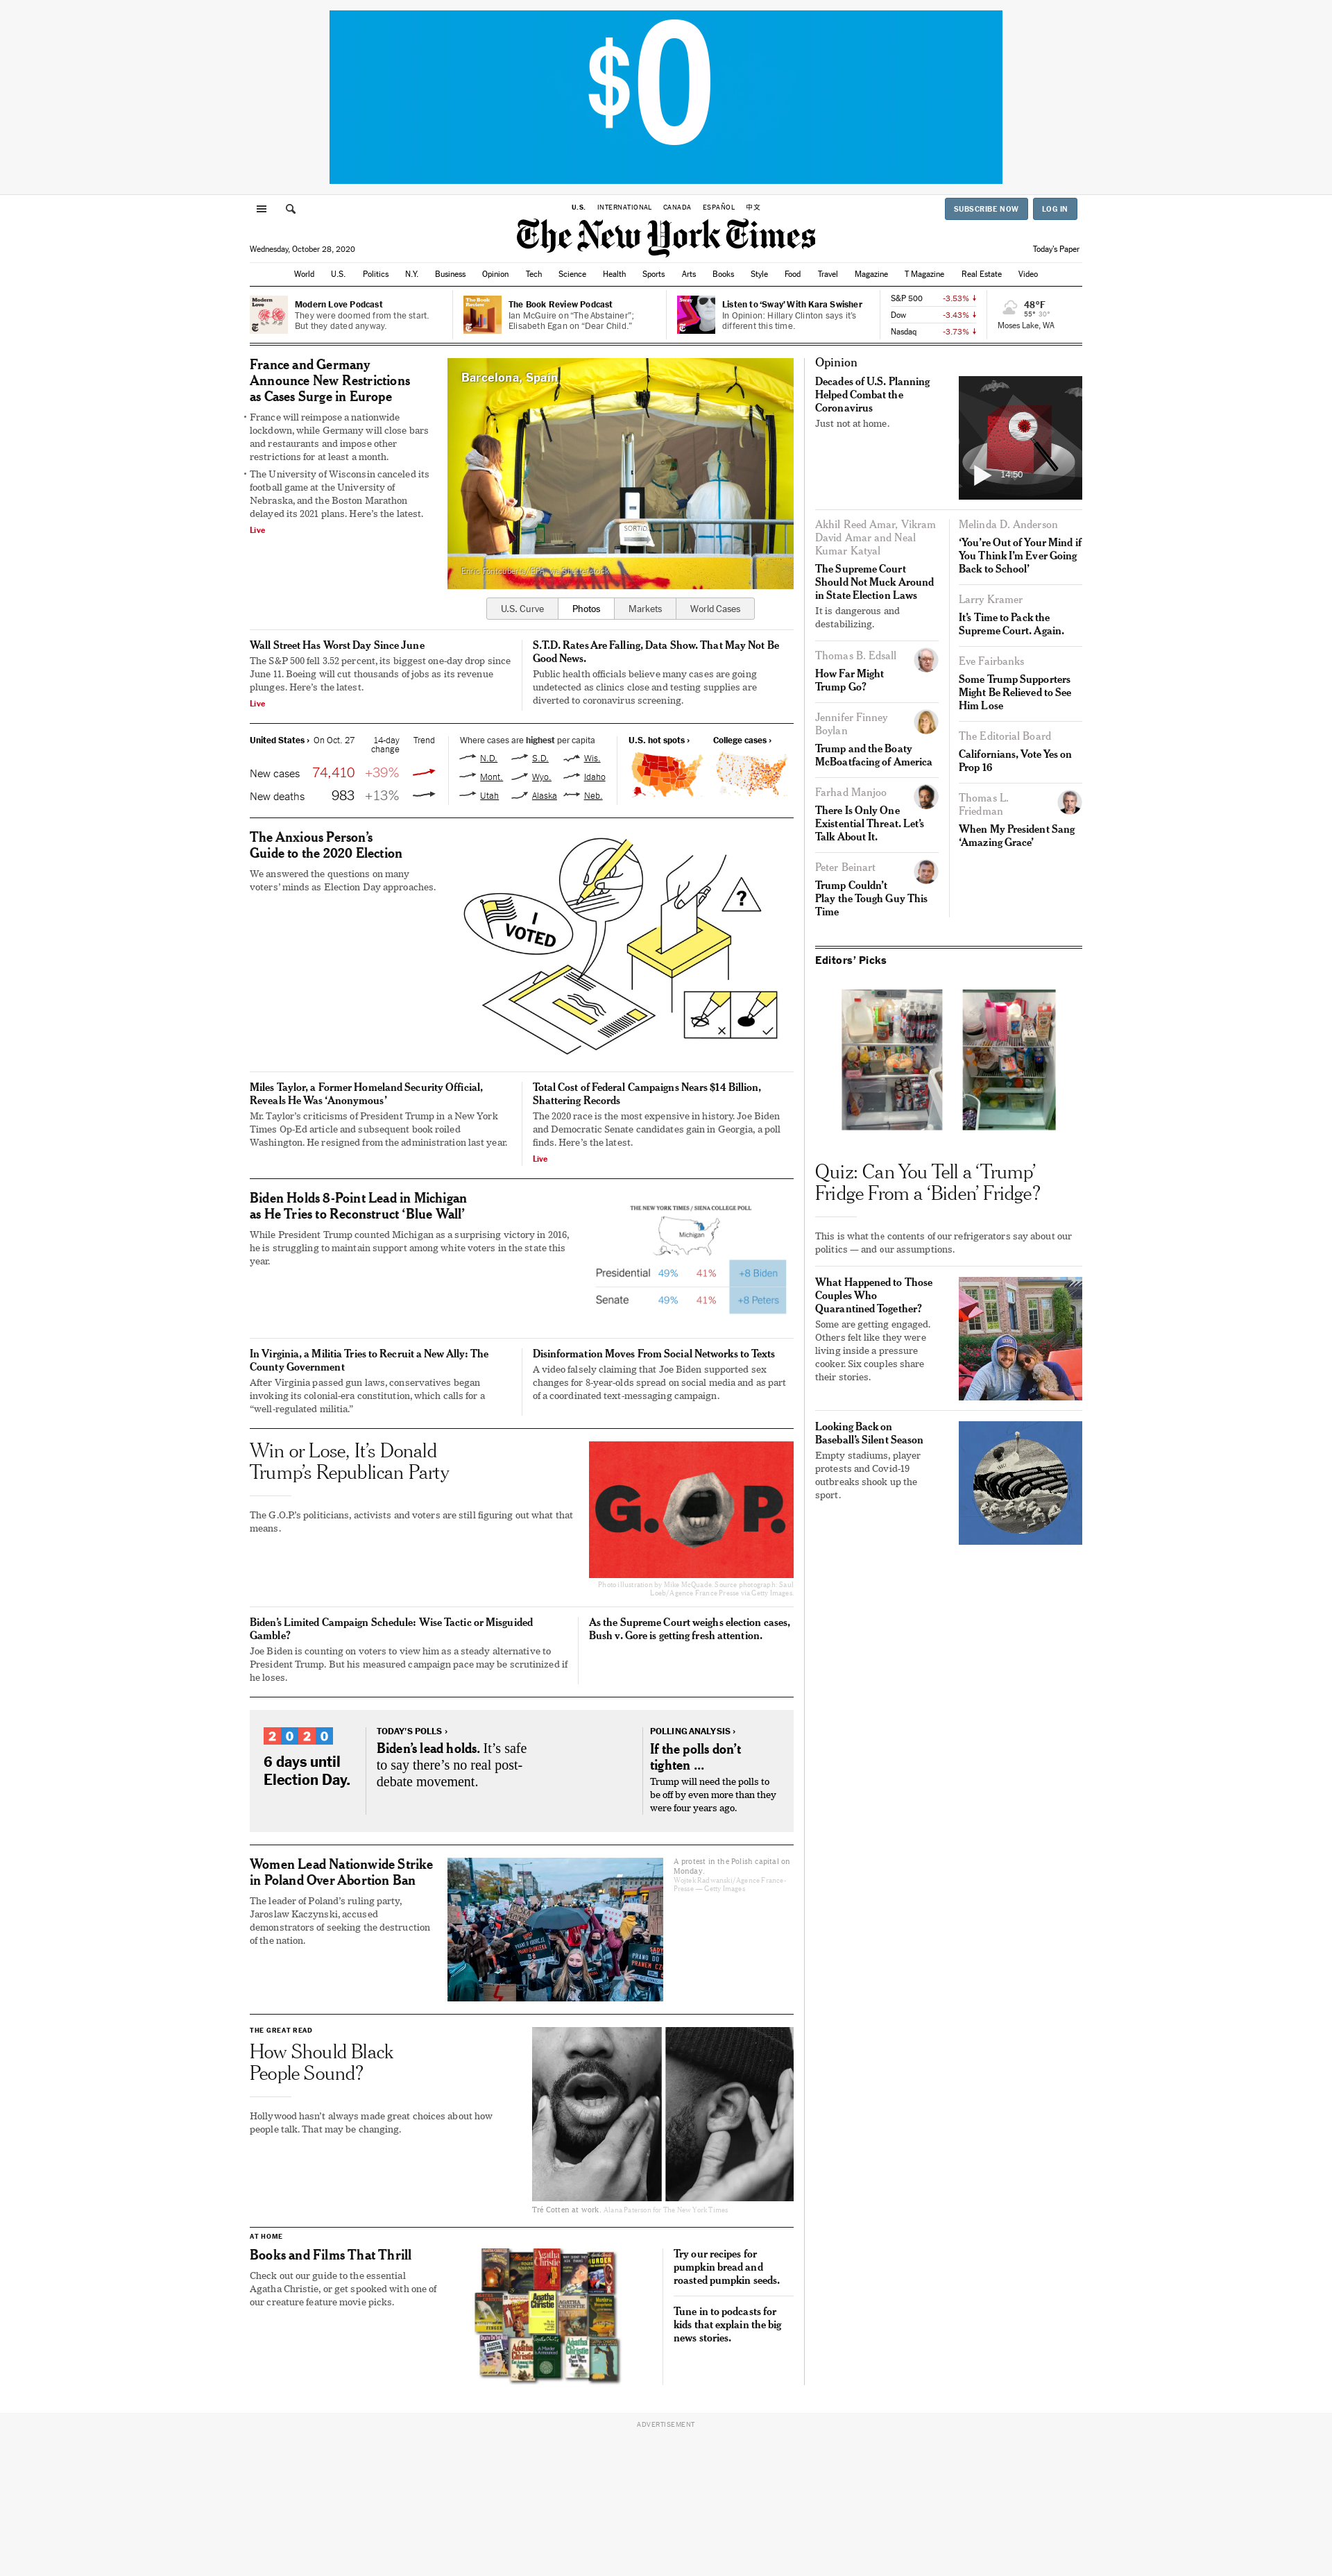 $0
U.S. INTERNATIONAL CANADA ESPAÑOL 中文
SUBSCRIBE NOW LOG IN
The New York Times
Wednesday, October 28, 2020
Today's Paper
World U.S. Politics N.Y. Business Opinion Tech Science Health Sports Arts Books Style Food Travel Magazine T Magazine Real Estate Video
Modern Love Podcast
They were doomed from the start.
But they dated anyway.
The Book Review Podcast
Ian McGuire on “The Abstainer”;
Elisabeth Egan on “Dear Child.”
Listen to ‘Sway’ With Kara Swisher
In Opinion: Hillary Clinton says it’s
different this time.
S&P 500 -3.53% ↓
Dow -3.43% ↓
Nasdaq -3.73% ↓
48°F
55° 30°
Moses Lake, WA
France and Germany
Announce New Restrictions
as Cases Surge in Europe
• France will reimpose a nationwide
lockdown, while Germany will close bars
and restaurants and impose other
restrictions for at least a month.
• The University of Wisconsin canceled its
football game at the University of
Nebraska, and the Boston Marathon
delayed its 2021 plans. Here’s the latest.
Live
Barcelona, Spain
SORTIDA
U.S. Curve Photos Markets World Cases
Wall Street Has Worst Day Since June
The S&P 500 fell 3.52 percent, its biggest one-day drop since
June 11. Boeing will cut thousands of jobs as its revenue
plunges. Here’s the latest.
Live
S.T.D. Rates Are Falling, Data Show. That May Not Be
Good News.
Public health officials believe many cases are going
undetected as clinics close and testing supplies are
diverted to coronavirus screening.
United States › On Oct. 27 14-day
change Trend
New cases 74,410 +39%
New deaths 983 +13%
Where cases are highest per capita
N.D. S.D. Wis.
Mont. Wyo. Idaho
Utah Alaska Neb.
U.S. hot spots › College cases ›
The Anxious Person’s
Guide to the 2020 Election
We answered the questions on many
voters’ minds as Election Day approaches.
I
VOTED
?
Miles Taylor, a Former Homeland Security Official,
Reveals He Was ‘Anonymous’
Mr. Taylor’s criticisms of President Trump in a New York
Times Op-Ed article and subsequent book roiled
Washington. He resigned from the administration last year.
Total Cost of Federal Campaigns Nears $14 Billion,
Shattering Records
The 2020 race is the most expensive in history. Joe Biden
and Democratic Senate candidates gain in Georgia, a poll
finds. Here’s the latest.
Live
Biden Holds 8-Point Lead in Michigan
as He Tries to Reconstruct ‘Blue Wall’
While President Trump counted Michigan as a surprising victory in 2016,
he is struggling to maintain support among white voters in the state this
year.
THE NEW YORK TIMES / SIENA COLLEGE POLL
Michigan
Presidential 49% 41% +8 Biden
Senate 49% 41% +8 Peters
In Virginia, a Militia Tries to Recruit a New Ally: The
County Government
After Virginia passed gun laws, conservatives began
invoking its colonial-era constitution, which calls for a
“well-regulated militia.”
Disinformation Moves From Social Networks to Texts
A video falsely claiming that Joe Biden supported sex
changes for 8-year-olds spread on social media and as part
of a coordinated text-messaging campaign.
Win or Lose, It’s Donald
Trump’s Republican Party
The G.O.P.’s politicians, activists and voters are still figuring out what that
means.
G.O.P.
Photo illustration by Mike McQuade. Source photograph: Saul
Loeb/Agence France-Presse via Getty Images.
Biden’s Limited Campaign Schedule: Wise Tactic or Misguided
Gamble?
Joe Biden is counting on voters to view him as a steady alternative to
President Trump. But his measured campaign pace may be scrutinized if
he loses.
As the Supreme Court weighs election cases,
Bush v. Gore is getting fresh attention.
2020
6 days until
Election Day.
TODAY’S POLLS ›
Biden’s lead holds. It’s safe
to say there’s no real post-
debate movement.
POLLING ANALYSIS ›
If the polls don’t
tighten ...
Trump will need the polls to
be off by even more than they
were four years ago.
Women Lead Nationwide Strike
in Poland Over Abortion Ban
The leader of Poland’s ruling party,
Jaroslaw Kaczynski, accused
demonstrators of seeking the destruction
of the nation.
A protest in the Polish capital on
Monday.
Wojtek Radwanski/Agence France-
Presse — Getty Images
THE GREAT READ
How Should Black
People Sound?
Hollywood hasn’t always made great choices about how
people talk. That may be changing.
Tré Cotten at work. Alana Paterson for The New York Times
AT HOME
Books and Films That Thrill
Check out our guide to the essential
Agatha Christie, or get spooked with one of
our creature feature movie picks.
Try our recipes for
pumpkin bread and
roasted pumpkin seeds.
Tune in to podcasts for
kids that explain the big
news stories.
Opinion
Decades of U.S. Planning
Helped Combat the
Coronavirus
Just not at home.
14:50
Akhil Reed Amar, Vikram
David Amar and Neal
Kumar Katyal
The Supreme Court
Should Not Muck Around
in State Election Laws
It is dangerous and
destabilizing.
Thomas B. Edsall
How Far Might
Trump Go?
Jennifer Finney
Boylan
Trump and the Boaty
McBoatfacing of America
Farhad Manjoo
There Is Only One
Existential Threat. Let’s
Talk About It.
Peter Beinart
Trump Couldn’t
Play the Tough Guy This
Time
Melinda D. Anderson
‘You’re Out of Your Mind if
You Think I’m Ever Going
Back to School’
Larry Kramer
It’s Time to Pack the
Supreme Court. Again.
Eve Fairbanks
Some Trump Supporters
Might Be Relieved to See
Him Lose
The Editorial Board
Californians, Vote Yes on
Prop 16
Thomas L.
Friedman
When My President Sang
‘Amazing Grace’
Editors’ Picks
Quiz: Can You Tell a ‘Trump’
Fridge From a ‘Biden’ Fridge?
This is what the contents of our refrigerators say about our
politics — and our assumptions.
What Happened to Those
Couples Who
Quarantined Together?
Some are getting engaged.
Others felt like they were
living inside a pressure
cooker. Six couples share
their stories.
Looking Back on
Baseball’s Silent Season
Empty stadiums, player
protests and Covid-19
outbreaks shook up the
sport.
ADVERTISEMENT